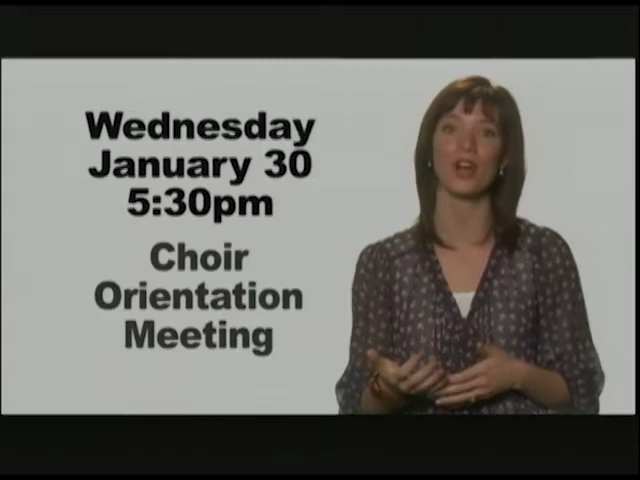 Wednesday
January 30
5:30pm
Choir
Orientation
Meeting